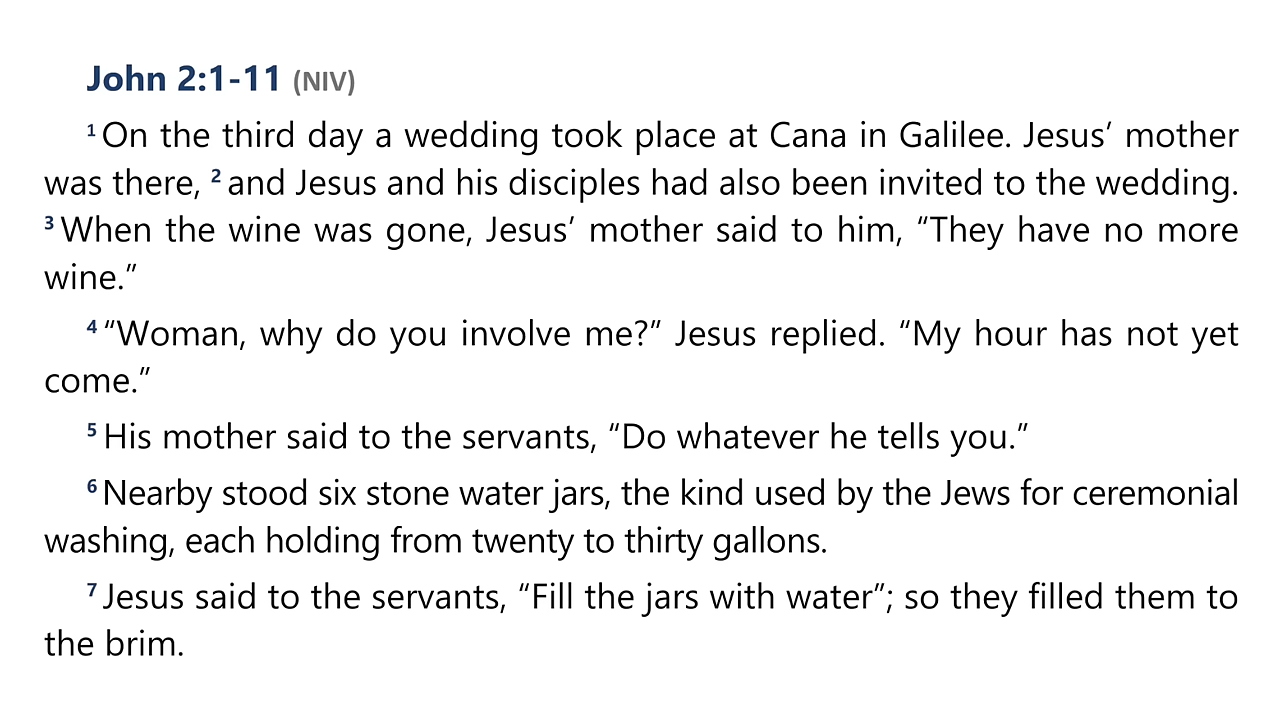 John 2:1-11 (NIV)
1 On the third day a wedding took place at Cana in Galilee. Jesus’ mother
was there, 2 and Jesus and his disciples had also been invited to the wedding.
3 When the wine was gone, Jesus’ mother said to him, “They have no more
wine.”
4 “Woman, why do you involve me?” Jesus replied. “My hour has not yet
come.”
5 His mother said to the servants, “Do whatever he tells you.”
6 Nearby stood six stone water jars, the kind used by the Jews for ceremonial
washing, each holding from twenty to thirty gallons.
7 Jesus said to the servants, “Fill the jars with water”; so they filled them to
the brim.